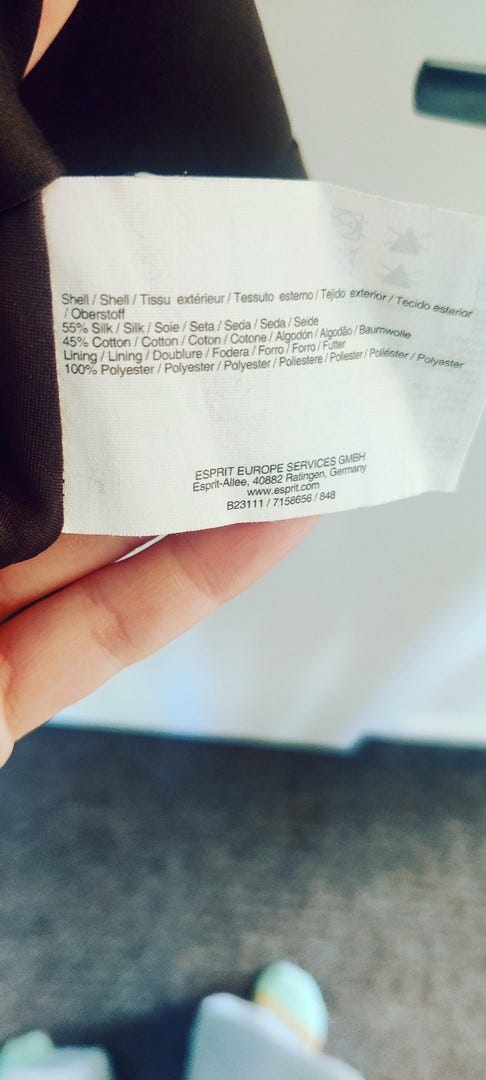 Shell / Shell / Tissu extérieur / Tessuto esterno / Tejido exterior / Tecido esterior
/ Oberstoff
55% Silk / Silk / Soie / Seta / Seda / Seda / Seide
45% Cotton / Cotton / Coton / Cotone / Algodón / Algodão / Baumwolle
Lining / Lining / Doublure / Fodera / Forro / Forro / Futter
100% Polyester / Polyester / Polyester / Poliestere / Poliester / Poliéster / Polyester
ESPRIT EUROPE SERVICES GMBH
Esprit-Allee, 40882 Ratingen, Germany
www.esprit.com
B23111 / 7158656 / 848